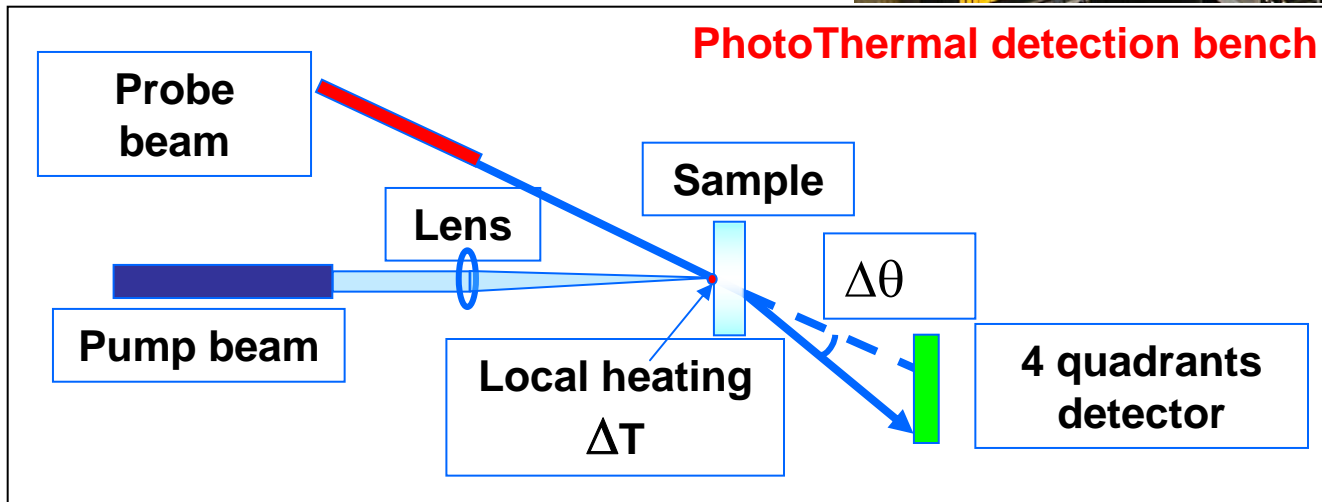 PhotoThermal detection bench
Probe
beam
Sample
Lens
Δθ
Pump beam
Local heating
ΔT
4 quadrants
detector